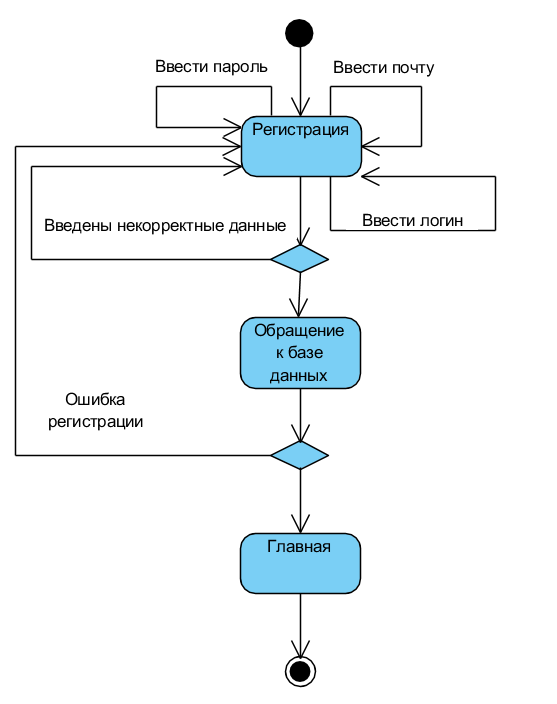 Ввести пароль
Ввести почту
Регистрация
Введены некорректные данные
Ввести логин
Обращение
к базе
данных
Ошибка
регистрации
Главная